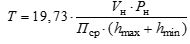 T = 19,73 · Vн · Pн / Пср · (hmax + hmin)